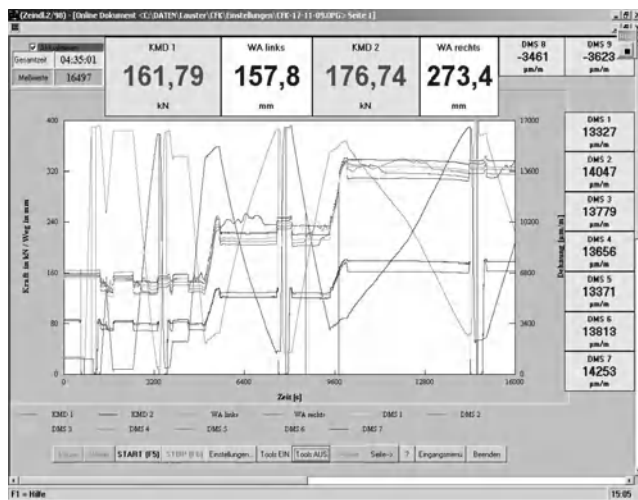 (Zeindl.2/98) - [Online Dokument <C:\DATEN\Lauster\CFK\Einstellungen\CFK-17-11-09.OPG> Seite 1]
Gesamtzeit 04:35:01
Meßwerte 16497
KMD 1
161,79
kN
WA links
157,8
mm
KMD 2
176,74
kN
WA rechts
273,4
mm
DMS 8
-3461
µm/m
DMS 9
-3623
µm/m
DMS 1
13327
µm/m
DMS 2
14047
µm/m
DMS 3
13779
µm/m
DMS 4
13656
µm/m
DMS 5
13371
µm/m
DMS 6
13813
µm/m
DMS 7
14253
µm/m
Kraft in kN / Weg in mm
400
320
240
160
80
0
17000
13600
10200
6800
3400
0
Dehnung [µm/m]
0 3200 6400 9600 12800 16000
Zeit [s]
KMD 1 KMD 2 WA links WA rechts DMS 1 DMS 2
DMS 3 DMS 4 DMS 5 DMS 6 DMS 7
START (F5) STOP (F6) Einstellungen... Tools EIN Tools AUS Seite-> ? Eingangsmenü Beenden
F1 = Hilfe 15:05